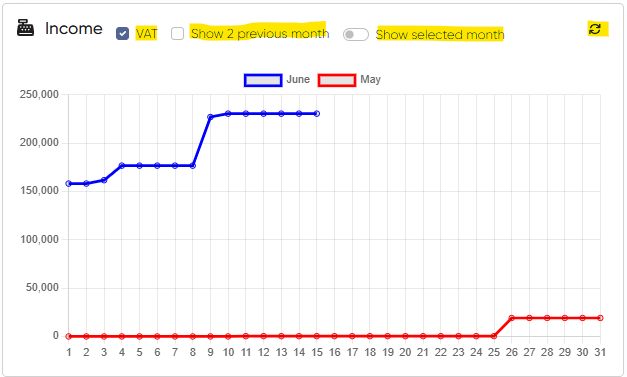 Income VAT Show 2 previous month Show selected month
June May
250,000
200,000
150,000
100,000
50,000
0
1 2 3 4 5 6 7 8 9 10 11 12 13 14 15 16 17 18 19 20 21 22 23 24 25 26 27 28 29 30 31